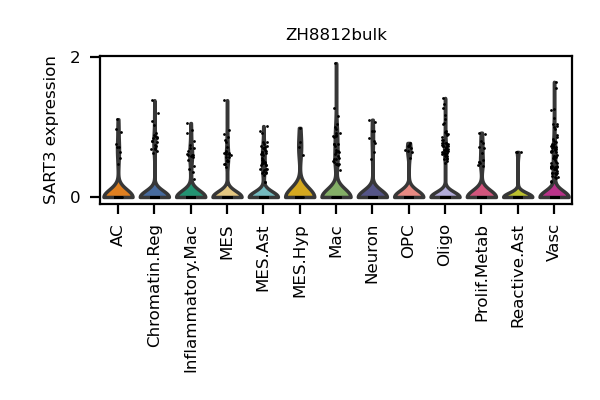 ZH8812bulk
SART3 expression
2
0
AC
Chromatin.Reg
Inflammatory.Mac
MES
MES.Ast
MES.Hyp
Mac
Neuron
OPC
Oligo
Prolif.Metab
Reactive.Ast
Vasc